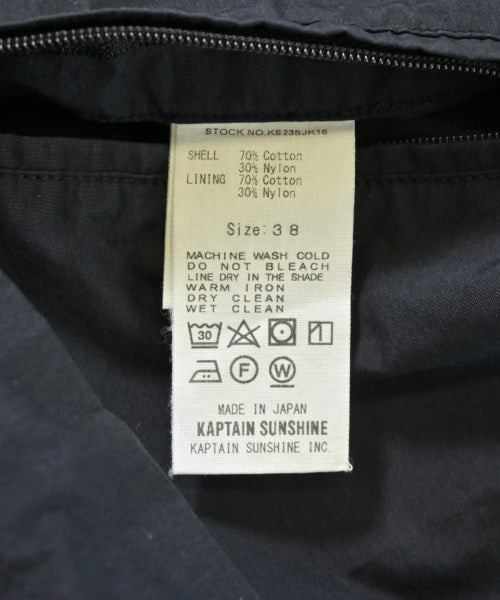 STOCK NO.KS23SJK16
SHELL 70% Cotton
30% Nylon
LINING 70% Cotton
30% Nylon
Size:38
MACHINE WASH COLD
DO NOT BLEACH
LINE DRY IN THE SHADE
WARM IRON
DRY CLEAN
WET CLEAN
30
F W
MADE IN JAPAN
KAPTAIN SUNSHINE
KAPTAIN SUNSHINE INC.